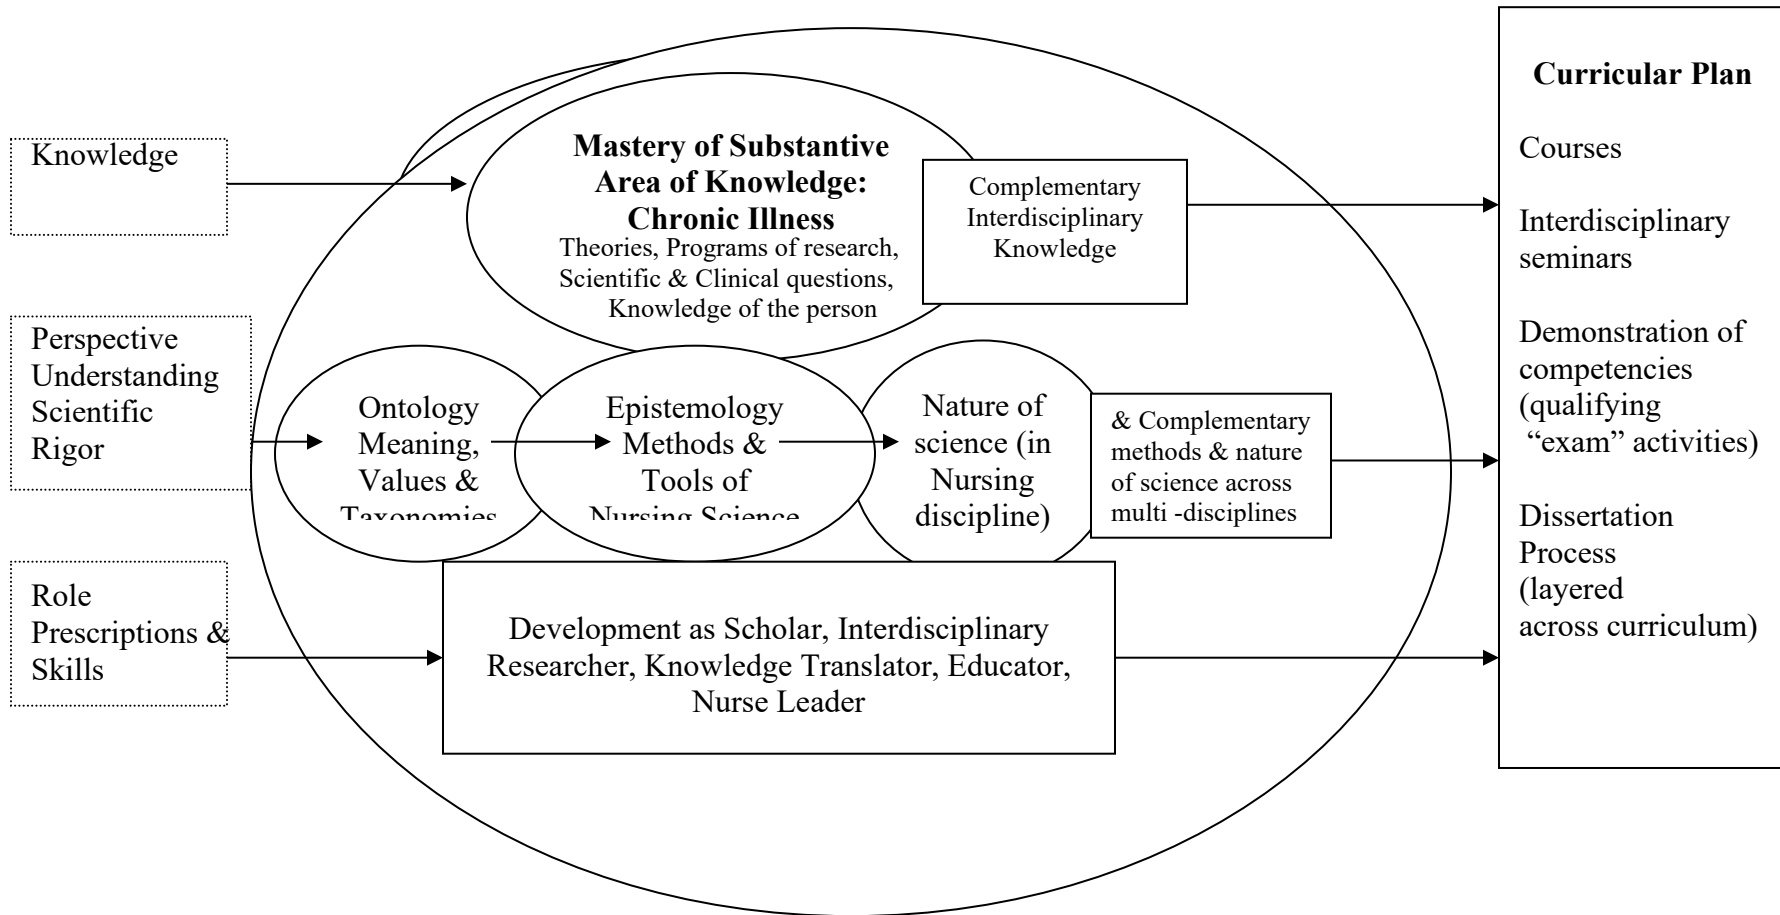 Knowledge
Perspective
Understanding
Scientific
Rigor
Role
Prescriptions &
Skills
Mastery of Substantive
Area of Knowledge:
Chronic Illness
Theories, Programs of research,
Scientific & Clinical questions,
Knowledge of the person
Complementary
Interdisciplinary
Knowledge
Ontology
Meaning,
Values &
Taxonomies
Epistemology
Methods &
Tools of
Nursing Science
Nature of
science (in
Nursing
discipline)
& Complementary
methods & nature
of science across
multi -disciplines
Development as Scholar, Interdisciplinary
Researcher, Knowledge Translator, Educator,
Nurse Leader
Curricular Plan
Courses
Interdisciplinary
seminars
Demonstration of
competencies
(qualifying
“exam” activities)
Dissertation
Process
(layered
across curriculum)